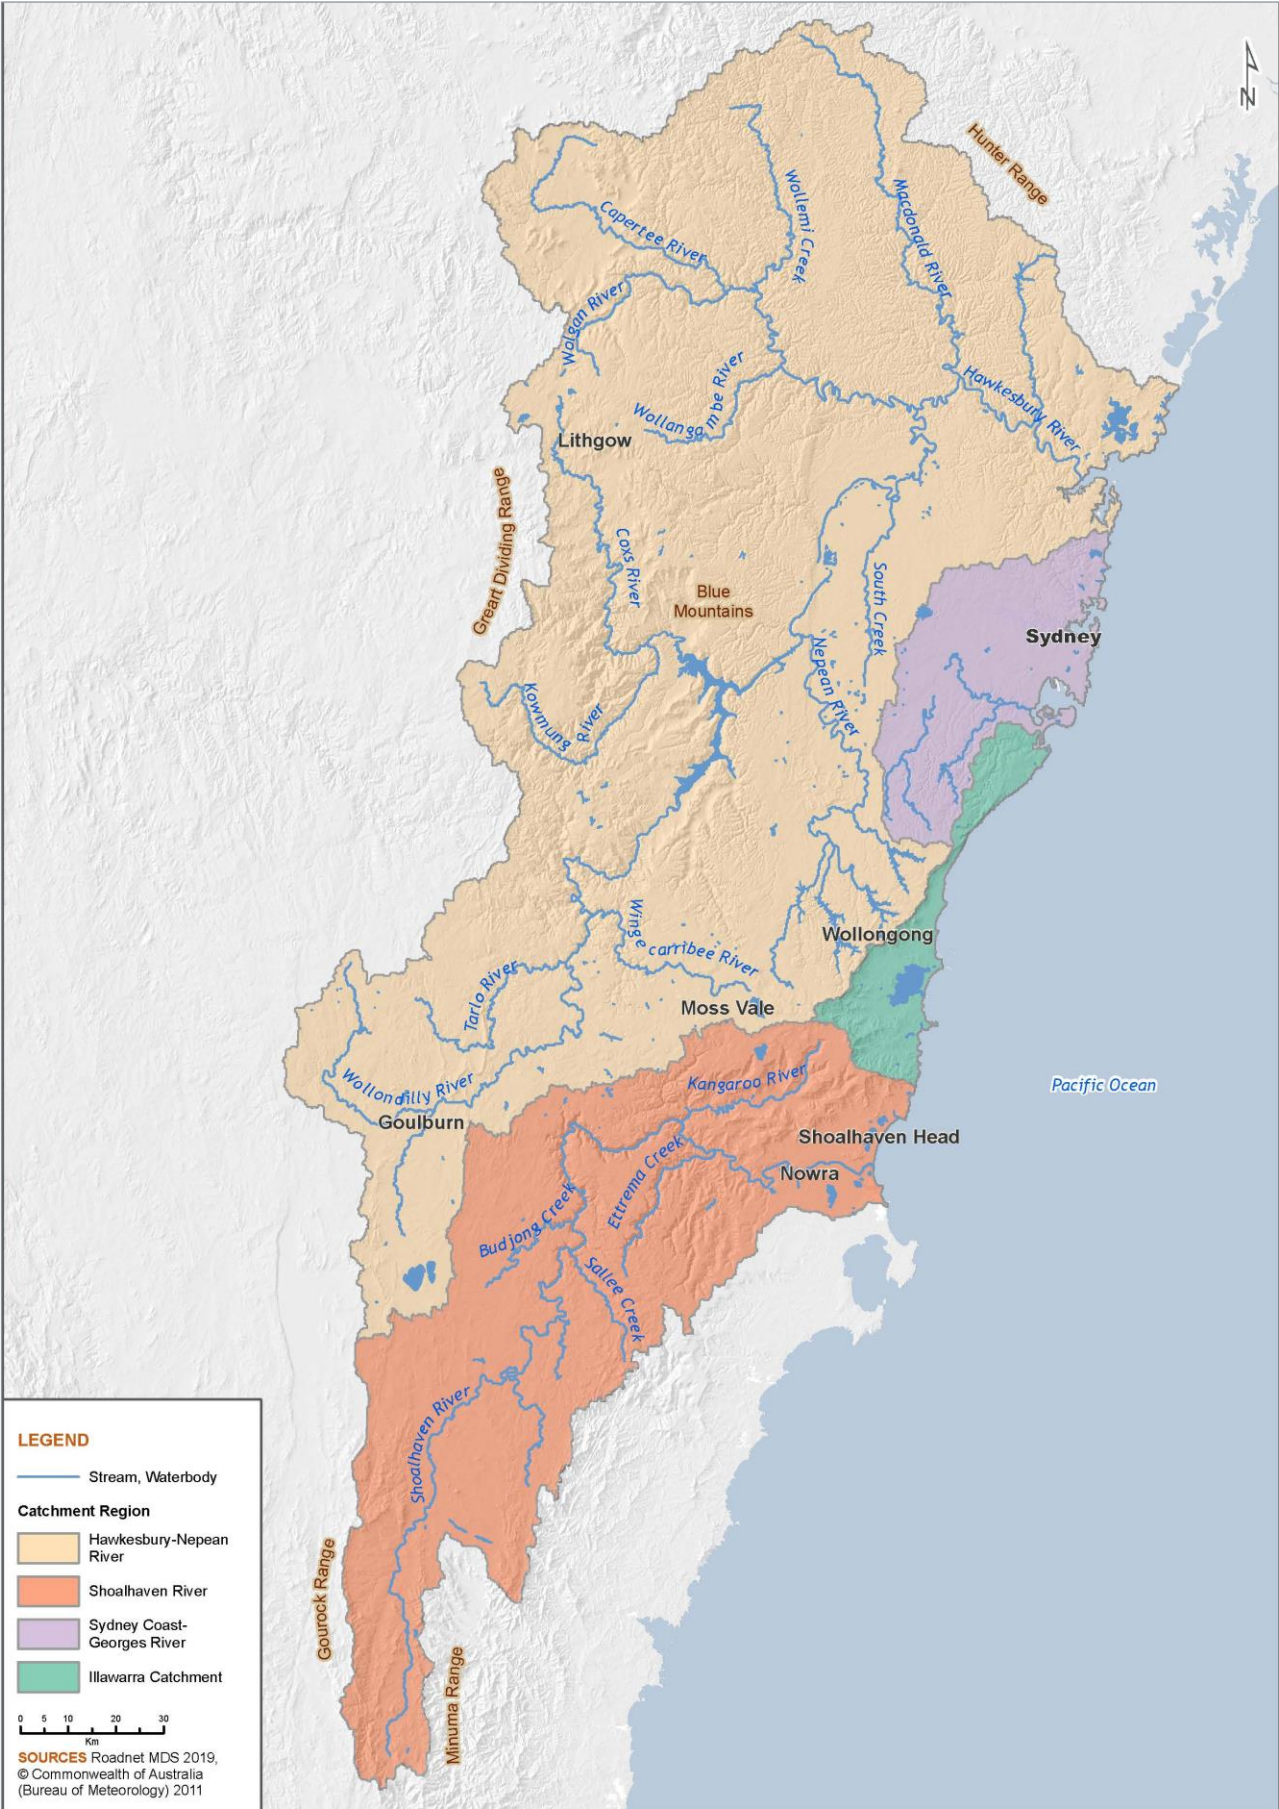 N
Hunter Range
Wollemi Creek
Macdonald River
Capertee River
Wolgan River
Wollangambe River
Hawkesbury River
Lithgow
Greart Dividing Range
Coxs River
Blue
Mountains
South Creek
Sydney
Nepean River
Kowmung River
Wollongong
Winge carribee River
Tarlo River
Moss Vale
Wollondilly River
Kangaroo River
Pacific Ocean
Goulburn
Shoalhaven Head
Ettrema Creek
Nowra
Budjong Creek
Sallee Creek
Shoalhaven River
Gourock Range
Minuma Range
LEGEND
Stream, Waterbody
Catchment Region
Hawkesbury-Nepean
River
Shoalhaven River
Sydney Coast-
Georges River
Illawarra Catchment
0 5 10 20 30
Km
SOURCES Roadnet MDS 2019,
© Commonwealth of Australia
(Bureau of Meteorology) 2011